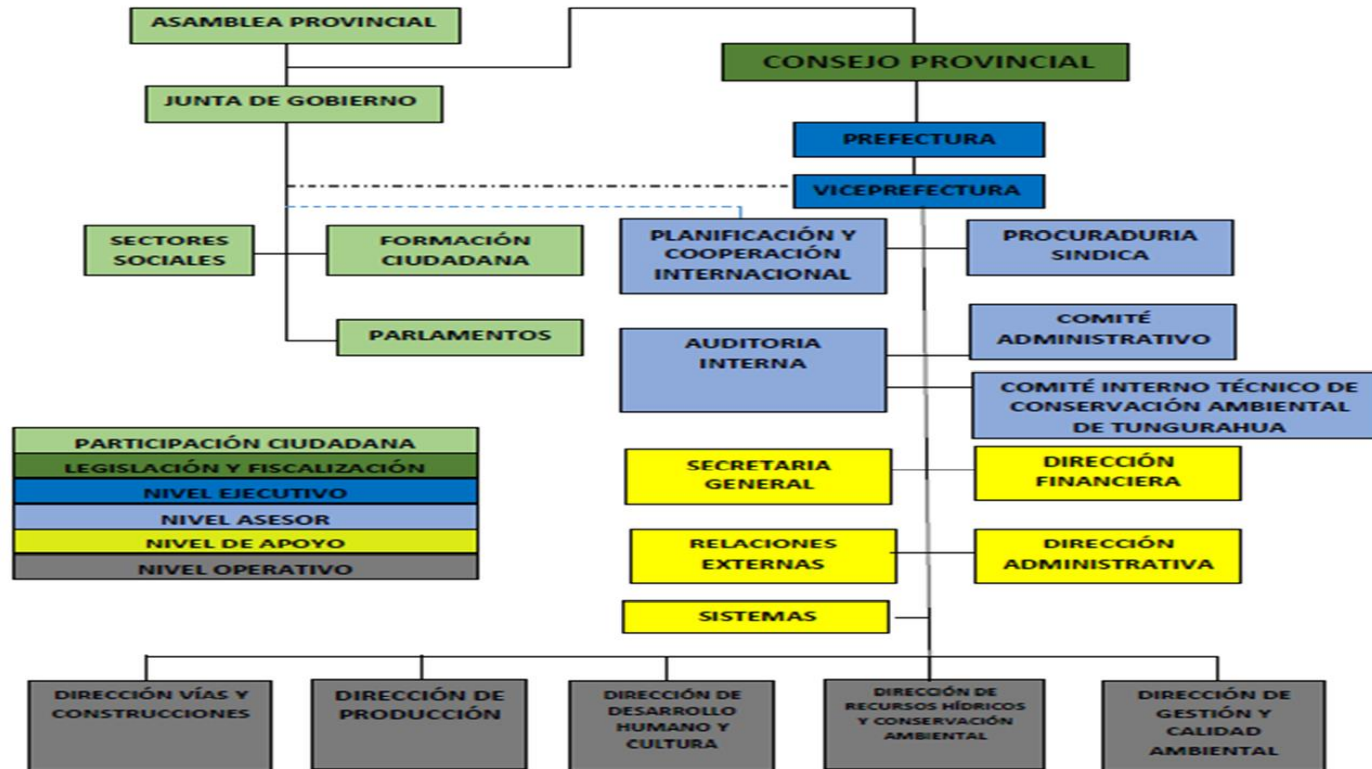 ASAMBLEA PROVINCIAL
CONSEJO PROVINCIAL
JUNTA DE GOBIERNO
PREFECTURA
VICEPREFECTURA
SECTORES
SOCIALES
FORMACIÓN
CIUDADANA
PLANIFICACIÓN Y
COOPERACIÓN
INTERNACIONAL
PROCURADURIA
SINDICA
PARLAMENTOS
AUDITORIA
INTERNA
COMITÉ
ADMINISTRATIVO
COMITÉ INTERNO TÉCNICO DE
CONSERVACIÓN AMBIENTAL
DE TUNGURAHUA
PARTICIPACIÓN CIUDADANA
LEGISLACIÓN Y FISCALIZACIÓN
NIVEL EJECUTIVO
NIVEL ASESOR
NIVEL DE APOYO
NIVEL OPERATIVO
SECRETARIA
GENERAL
DIRECCIÓN
FINANCIERA
RELACIONES
EXTERNAS
DIRECCIÓN
ADMINISTRATIVA
SISTEMAS
DIRECCIÓN VÍAS Y
CONSTRUCCIONES
DIRECCIÓN DE
PRODUCCIÓN
DIRECCIÓN DE
DESARROLLO
HUMANO Y
CULTURA
DIRECCIÓN DE
RECURSOS HÍDRICOS
Y CONSERVACIÓN
AMBIENTAL
DIRECCIÓN DE
GESTIÓN Y
CALIDAD
AMBIENTAL